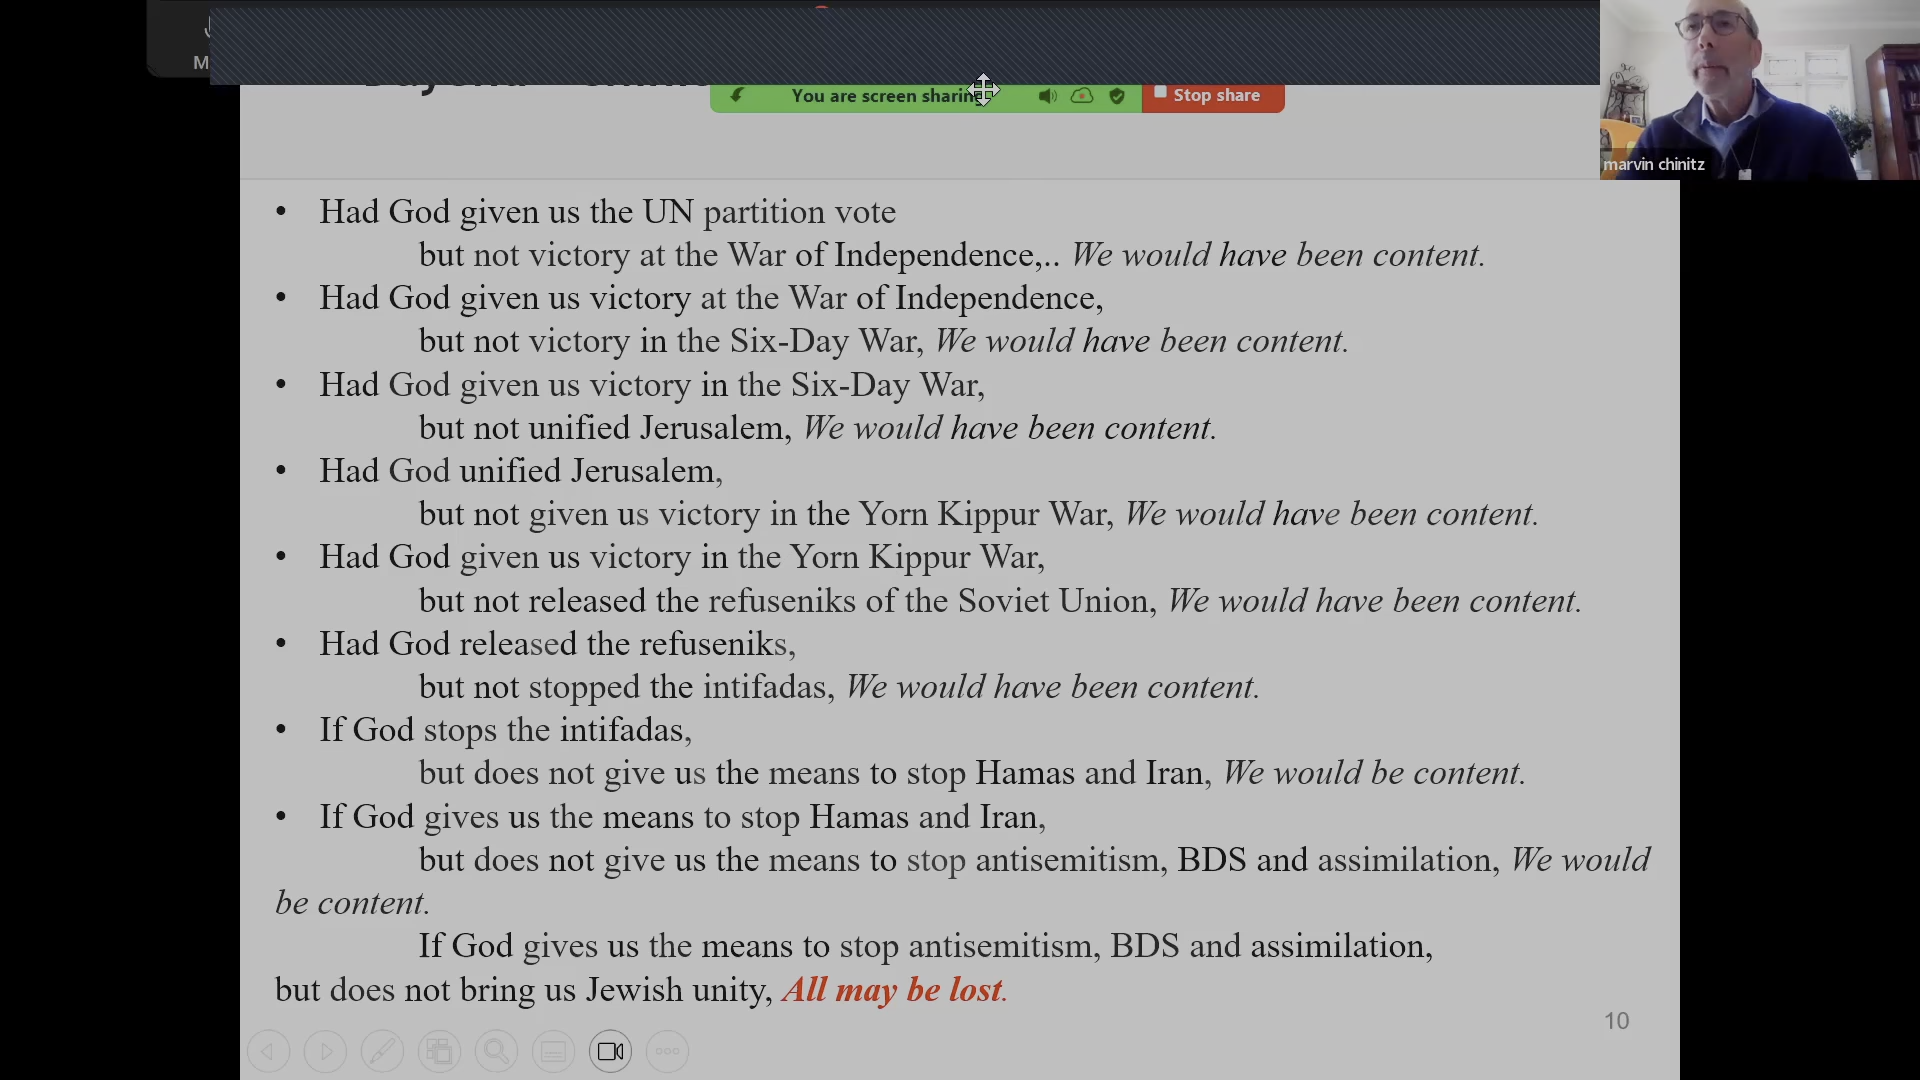 You are screen sharing
Stop share
marvin chinitz
• Had God given us the UN partition vote
but not victory at the War of Independence,.. We would have been content.
• Had God given us victory at the War of Independence,
but not victory in the Six-Day War, We would have been content.
• Had God given us victory in the Six-Day War,
but not unified Jerusalem, We would have been content.
• Had God unified Jerusalem,
but not given us victory in the Yorn Kippur War, We would have been content.
• Had God given us victory in the Yorn Kippur War,
but not released the refuseniks of the Soviet Union, We would have been content.
• Had God released the refuseniks,
but not stopped the intifadas, We would have been content.
• If God stops the intifadas,
but does not give us the means to stop Hamas and Iran, We would be content.
• If God gives us the means to stop Hamas and Iran,
but does not give us the means to stop antisemitism, BDS and assimilation, We would
be content.
If God gives us the means to stop antisemitism, BDS and assimilation,
but does not bring us Jewish unity, All may be lost.
10